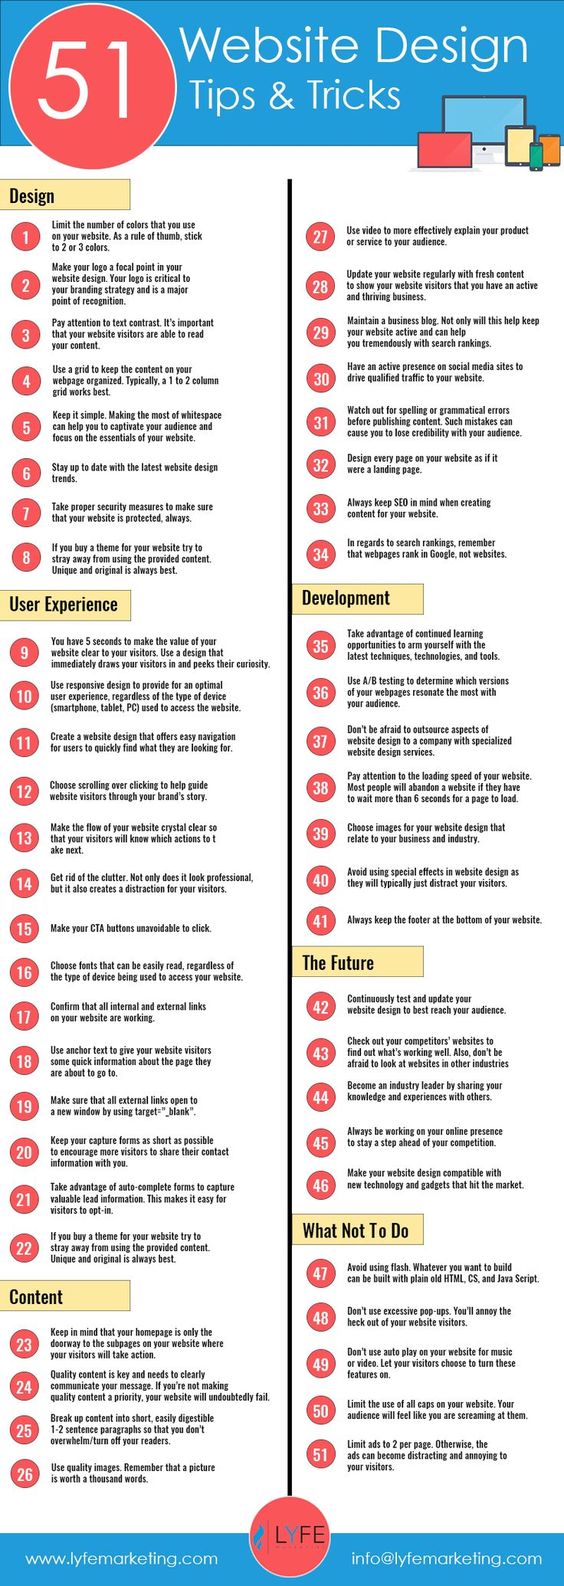 51
Website Design
Tips & Tricks
Design
1
Limit the number of colors that you use
on your website. As a rule of thumb, stick
to 2 or 3 colors.
2
Make your logo a focal point in your
website design. Your logo is critical to
your branding strategy and is a major
point of recognition.
3
Pay attention to text contrast. It's important
that your website visitors are able to read
your content.
4
Use a grid to keep the content on your
webpage organized. Typically, a 1 to 2 column
grid works best.
5
Keep it simple. Making the most of whitespace
can help you to captivate your audience and
focus on the essentials of your website.
6
Stay up to date with the latest website design
trends.
7
Take proper security measures to make sure
that your website is protected, always.
8
If you buy a theme for your website try to
stray away from using the provided content.
Unique and original is always best.
User Experience
9
You have 5 seconds to make the value of your
website clear to your visitors. Use a design that
immediately draws your visitors in and peeks their curiosity.
10
Use responsive design to provide for an optimal
user experience, regardless of the type of device
(smartphone, tablet, PC) used to access the website.
11
Create a website design that offers easy navigation
for users to quickly find what they are looking for.
12
Choose scrolling over clicking to help guide
website visitors through your brand's story.
13
Make the flow of your website crystal clear so
that your visitors will know which actions to t
ake next.
14
Get rid of the clutter. Not only does it look professional,
but it also creates a distraction for your visitors.
15
Make your CTA buttons unavoidable to click.
16
Choose fonts that can be easily read, regardless of
the type of device being used to access your website.
17
Confirm that all internal and external links
on your website are working.
18
Use anchor text to give your website visitors
some quick information about the page they
are about to go to.
19
Make sure that all external links open to
a new window by using target="_blank".
20
Keep your capture forms as short as possible
to encourage more visitors to share their contact
information with you.
21
Take advantage of auto-complete forms to capture
valuable lead information. This makes it easy for
visitors to opt-in.
22
If you buy a theme for your website try to
stray away from using the provided content.
Unique and original is always best.
Content
23
Keep in mind that your homepage is only the
doorway to the subpages on your website where
your visitors will take action.
24
Quality content is key and needs to clearly
communicate your message. If you're not making
quality content a priority, your website will undoubtedly fail.
25
Break up content into short, easily digestible
1-2 sentence paragraphs so that you don't
overwhelm/turn off your readers.
26
Use quality images. Remember that a picture
is worth a thousand words.
27
Use video to more effectively explain your product
or service to your audience.
28
Update your website regularly with fresh content
to show your website visitors that you have an active
and thriving business.
29
Maintain a business blog. Not only will this help keep
your website active and can help
you tremendously with search rankings.
30
Have an active presence on social media sites to
drive qualified traffic to your website.
31
Watch out for spelling or grammatical errors
before publishing content. Such mistakes can
cause you to lose credibility with your audience.
32
Design every page on your website as if it
were a landing page.
33
Always keep SEO in mind when creating
content for your website.
34
In regards to search rankings, remember
that webpages rank in Google, not websites.
Development
35
Take advantage of continued learning
opportunities to arm yourself with the
latest techniques, technologies, and tools.
36
Use A/B testing to determine which versions
of your webpages resonate the most with
your audience.
37
Don't be afraid to outsource aspects of
website design to a company with specialized
website design services.
38
Pay attention to the loading speed of your website.
Most people will abandon a website if they have
to wait more than 6 seconds for a page to load.
39
Choose images for your website design that
relate to your business and industry.
40
Avoid using special effects in website design as
they will typically just distract your visitors.
41
Always keep the footer at the bottom of your website.
The Future
42
Continuously test and update your
website design to best reach your audience.
43
Check out your competitors' websites to
find out what's working well. Also, don't be
afraid to look at websites in other industries
44
Become an industry leader by sharing your
knowledge and experiences with others.
45
Always be working on your online presence
to stay a step ahead of your competition.
46
Make your website design compatible with
new technology and gadgets that hit the market.
What Not To Do
47
Avoid using flash. Whatever you want to build
can be built with plain old HTML, CS, and Java Script.
48
Don't use excessive pop-ups. You'll annoy the
heck out of your website visitors.
49
Don't use auto play on your website for music
or video. Let your visitors choose to turn these
features on.
50
Limit the use of all caps on your website. Your
audience will feel like you are screaming at them.
51
Limit ads to 2 per page. Otherwise, the
ads can become distracting and annoying to
your visitors.
LYFE
www.lyfemarketing.com
info@lyfemarketing.com